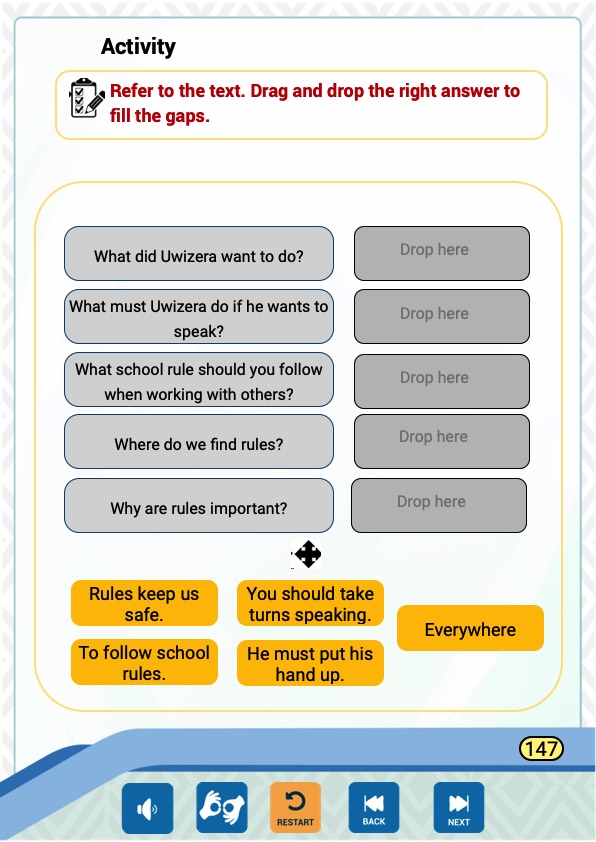 Activity
Refer to the text. Drag and drop the right answer to
fill the gaps.
What did Uwizera want to do?
Drop here
What must Uwizera do if he wants to
speak?
Drop here
What school rule should you follow
when working with others?
Drop here
Where do we find rules?
Drop here
Why are rules important?
Drop here
Rules keep us
safe.
You should take
turns speaking.
Everywhere
To follow school
rules.
He must put his
hand up.
147
RESTART
BACK
NEXT